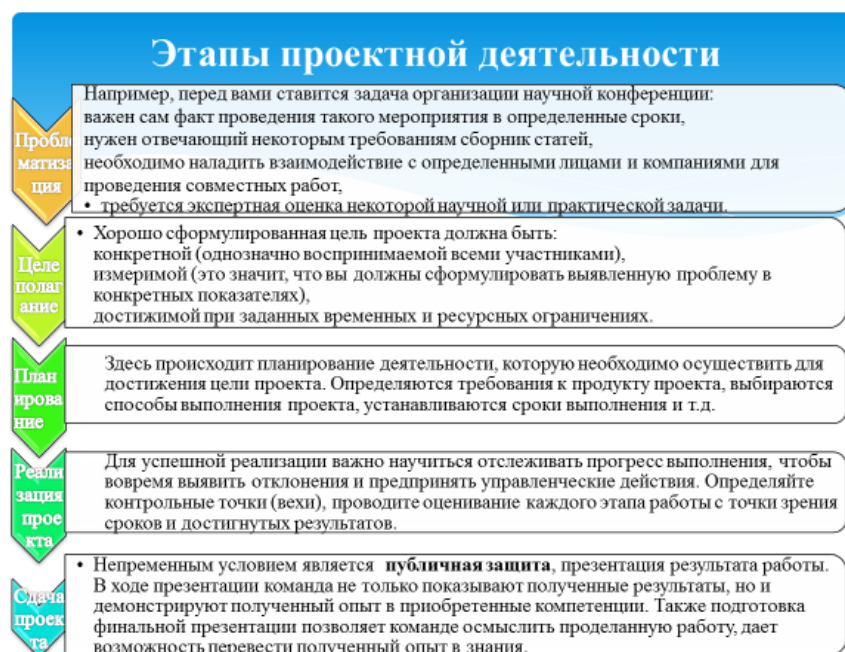 Этапы проектной деятельности
Пробле
матиза
ция
Например, перед вами ставится задача организации научной конференции:
важен сам факт проведения такого мероприятия в определенные сроки,
нужен отвечающий некоторым требованиям сборник статей,
необходимо наладить взаимодействие с определенными лицами и компаниями для
проведения совместных работ,
• требуется экспертная оценка некоторой научной или практической задачи.
Целе
полаг
ание
• Хорошо сформулированная цель проекта должна быть:
конкретной (однозначно воспринимаемой всеми участниками),
измеримой (это значит, что вы должны сформулировать выявленную проблему в
конкретных показателях),
достижимой при заданных временных и ресурсных ограничениях.
План
ирова
ние
Здесь происходит планирование деятельности, которую необходимо осуществить для
достижения цели проекта. Определяются требования к продукту проекта, выбираются
способы выполнения проекта, устанавливаются сроки выполнения и т.д.
Реали
зация
прое
кта
Для успешной реализации важно научиться отслеживать прогресс выполнения, чтобы
вовремя выявить отклонения и предпринять управленческие действия. Определяйте
контрольные точки (вехи), проводите оценивание каждого этапа работы с точки зрения
сроков и достигнутых результатов.
Сдача
проек
та
• Непременным условием является публичная защита, презентация результата работы.
В ходе презентации команда не только показывают полученные результаты, но и
демонстрируют полученный опыт в приобретенные компетенции. Также подготовка
финальной презентации позволяет команде осмыслить проделанную работу, дает
возможность перевести полученный опыт в знания.